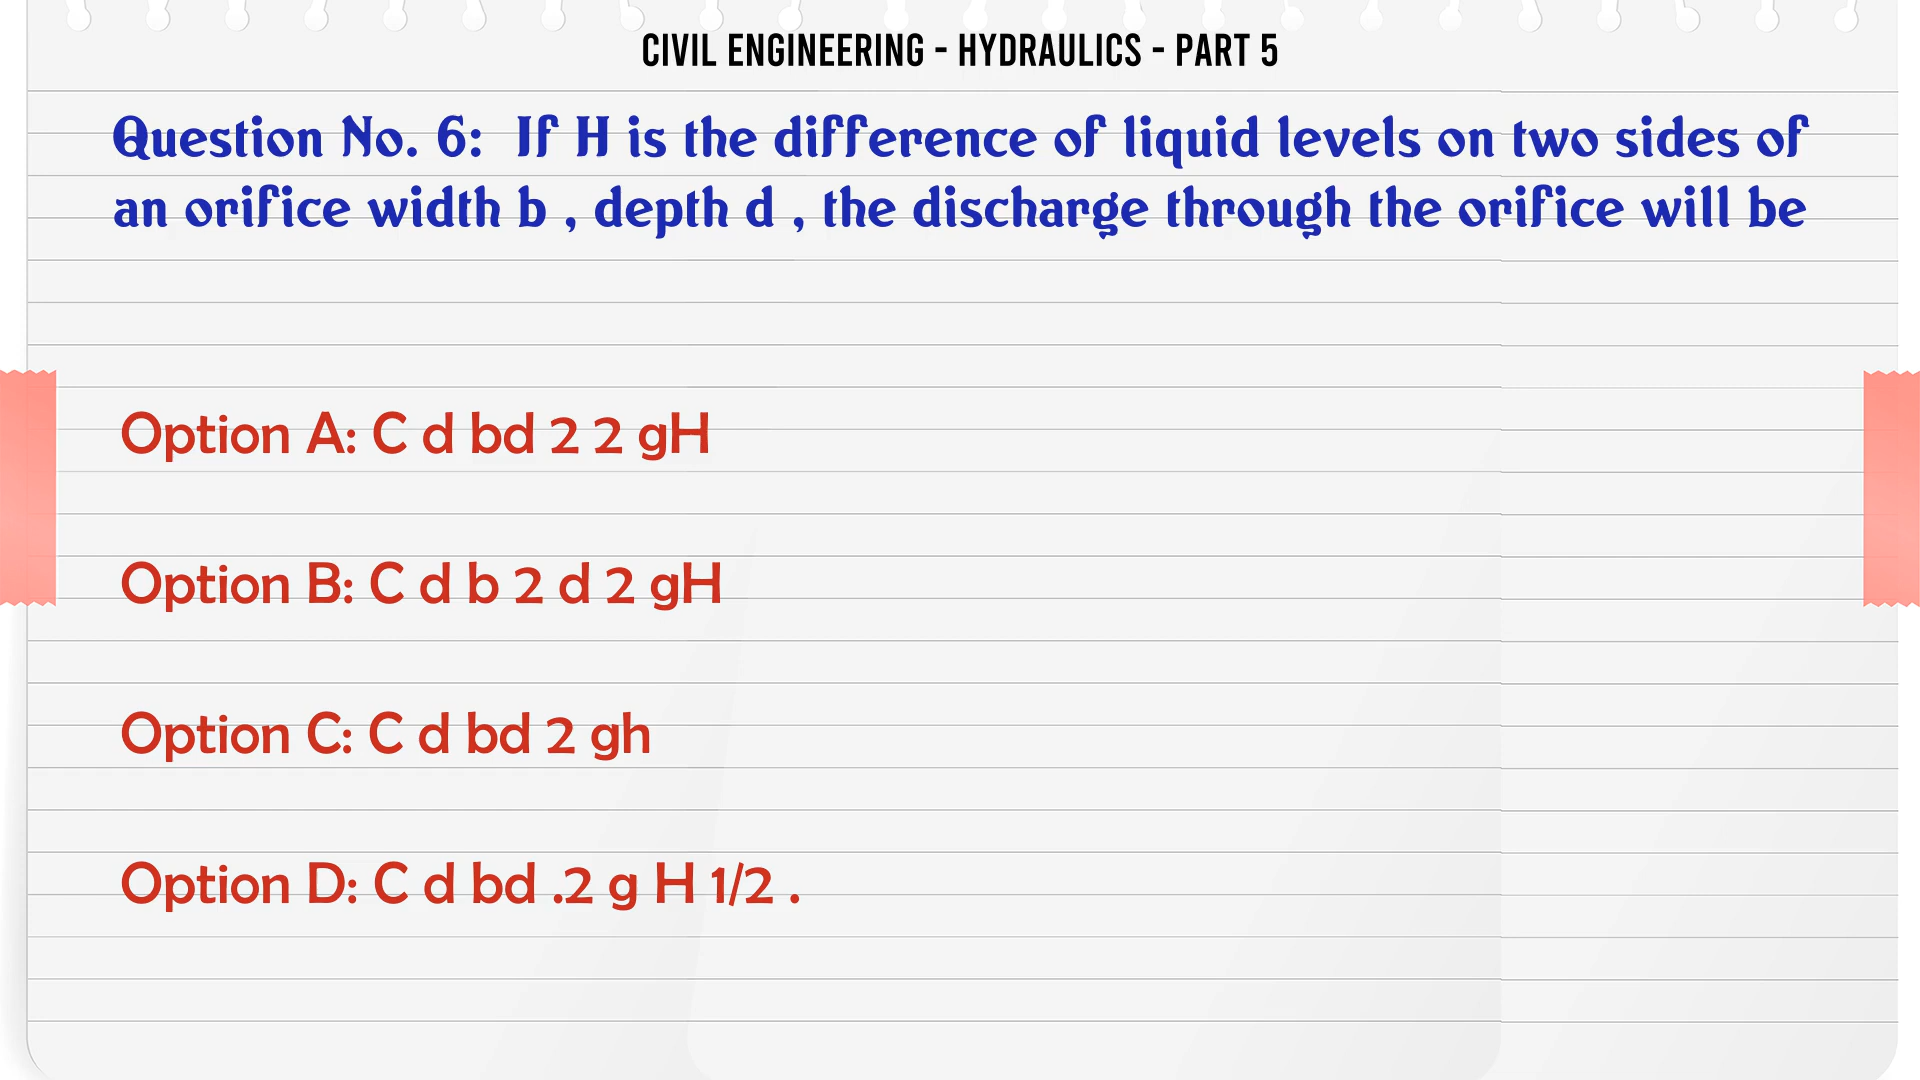 CIVIL ENGINEERING - HYDRAULICS - PART 5
Question No. 6: If H is the difference of liquid levels on two sides of
an orifice width b , depth d , the discharge through the orifice will be
Option A: C d bd 2 2 gH
Option B: C d b 2 d 2 gH
Option C: C d bd 2 gh
Option D: C d bd .2 g H 1/2 .